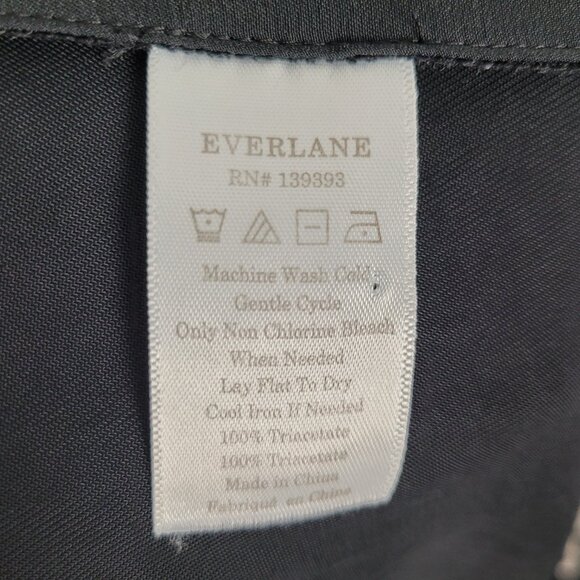 EVERLANE
RN# 139393
Machine Wash Cold
Gentle Cycle
Only Non Chlorine Bleach
When Needed
Lay Flat To Dry
Cool Iron If Needed
100% Triacetate
100% Triacetate
Made in China
Fabriqué en Chine